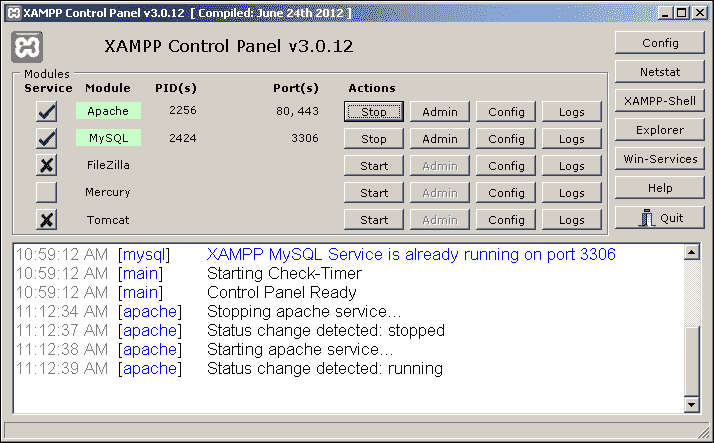 XAMPP Control Panel v3.0.12 [ Compiled: June 24th 2012 ]
XAMPP Control Panel v3.0.12
Config
Netstat
XAMPP-Shell
Explorer
Win-Services
Help
Quit
Modules
Service Module PID(s) Port(s) Actions
Apache 2256 80, 443 Stop Admin Config Logs
MySQL 2424 3306 Stop Admin Config Logs
FileZilla Start Admin Config Logs
Mercury Start Admin Config Logs
Tomcat Start Admin Config Logs
10:59:12 AM [mysql] XAMPP MySQL Service is already running on port 3306
10:59:12 AM [main] Starting Check-Timer
10:59:12 AM [main] Control Panel Ready
11:12:34 AM [apache] Stopping apache service...
11:12:37 AM [apache] Status change detected: stopped
11:12:38 AM [apache] Starting apache service...
11:12:39 AM [apache] Status change detected: running